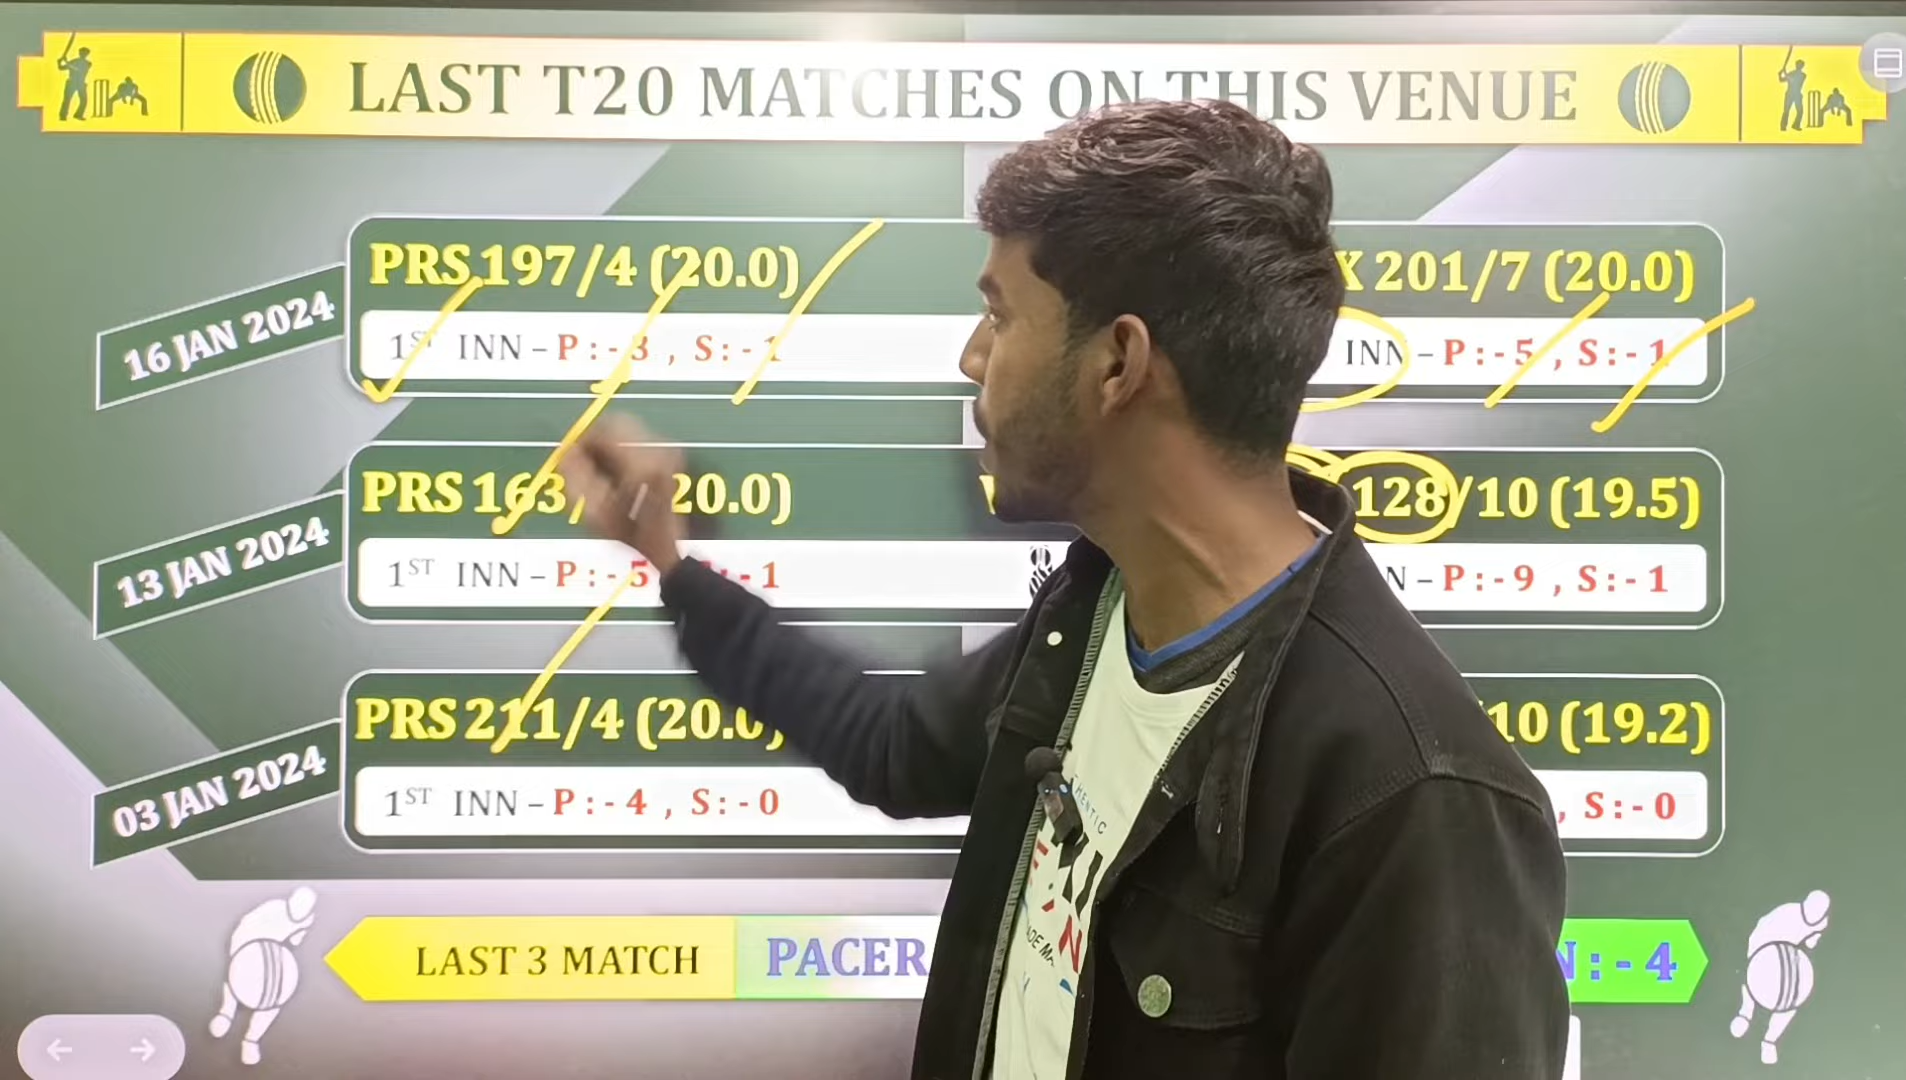 LAST T20 MATCHES ON THIS VENUE
16 JAN 2024
PRS 197/4 (20.0)
X 201/7 (20.0)
1ST INN – P : - 3 , S : - 1
INN – P : - 5 , S : - 1
13 JAN 2024
PRS 163/ 20.0)
128/10 (19.5)
1ST INN – P : - 5 : - 1
N – P : - 9 , S : - 1
03 JAN 2024
PRS 211/4 (20.0)
10 (19.2)
1ST INN – P : - 4 , S : - 0
, S : - 0
LAST 3 MATCH
PACER
N : - 4